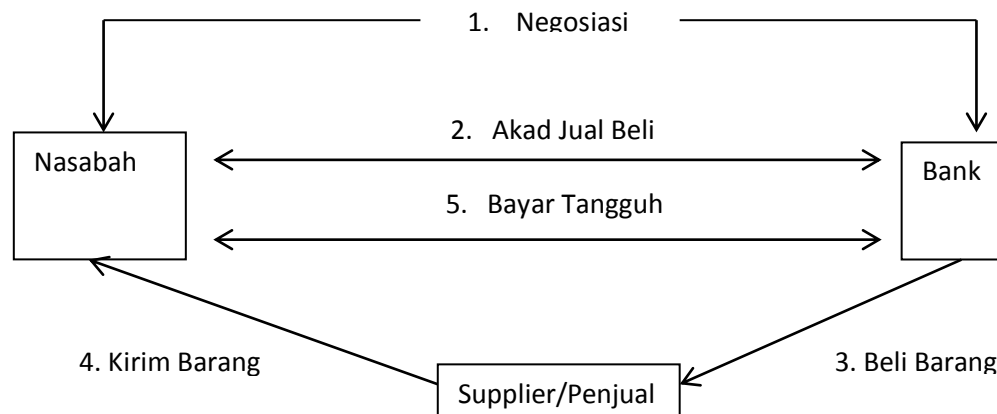 1. Negosiasi
2. Akad Jual Beli
Nasabah
Bank
5. Bayar Tangguh
4. Kirim Barang
3. Beli Barang
Supplier/Penjual